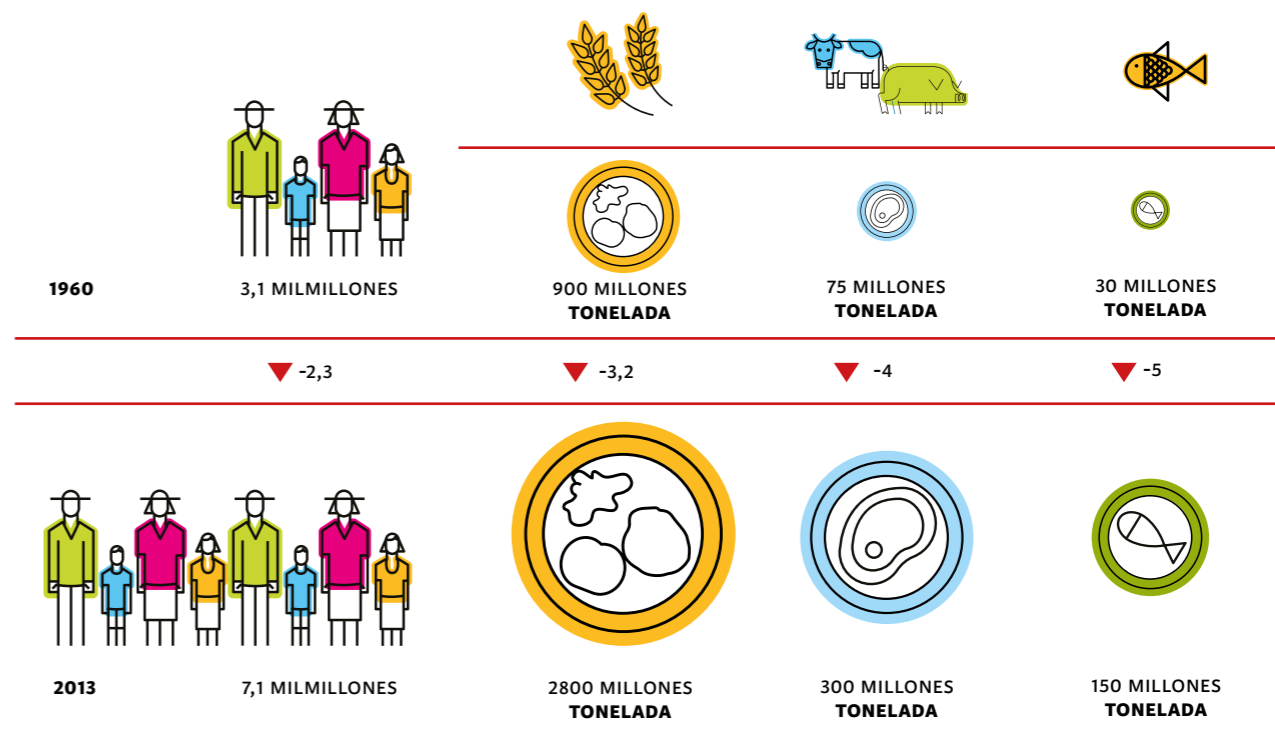 1960
3,1 MILMILLONES
900 MILLONES
TONELADA
75 MILLONES
TONELADA
30 MILLONES
TONELADA
-2,3
-3,2
-4
-5
2013
7,1 MILMILLONES
2800 MILLONES
TONELADA
300 MILLONES
TONELADA
150 MILLONES
TONELADA